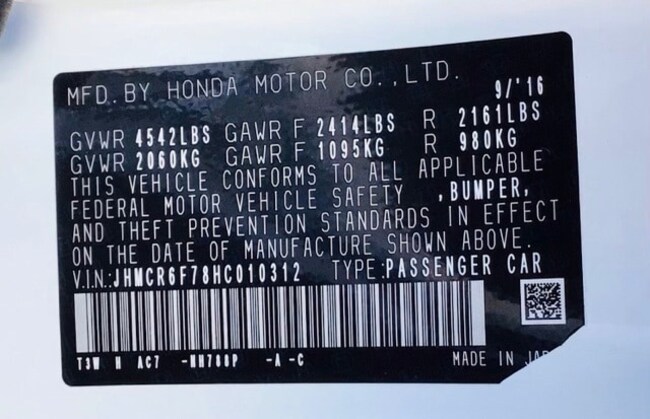 MFD. BY HONDA MOTOR CO., LTD. 9/'16
GVWR 4542LBS GAWR F 2414LBS R 2161LBS
GVWR 2060KG GAWR F 1095KG R 980KG
THIS VEHICLE CONFORMS TO ALL APPLICABLE
FEDERAL MOTOR VEHICLE SAFETY ,BUMPER,
AND THEFT PREVENTION STANDARDS IN EFFECT
ON THE DATE OF MANUFACTURE SHOWN ABOVE.
V.I.N.:JHMCR6F78HC010312 TYPE:PASSENGER CAR
AC7 -NH788P -A -C MADE IN